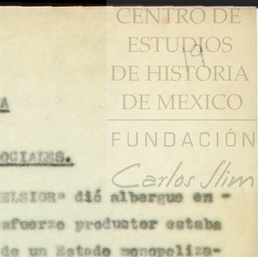 CENTRO DE
ESTUDIOS
19
DE HISTORIA
DE MEXICO
A
FUNDACIÓN
OCIALES.
Carlos Slim
ELSIOR" dió albergue en -
sfuerzo productor estaba
de un Estado monopoliza-